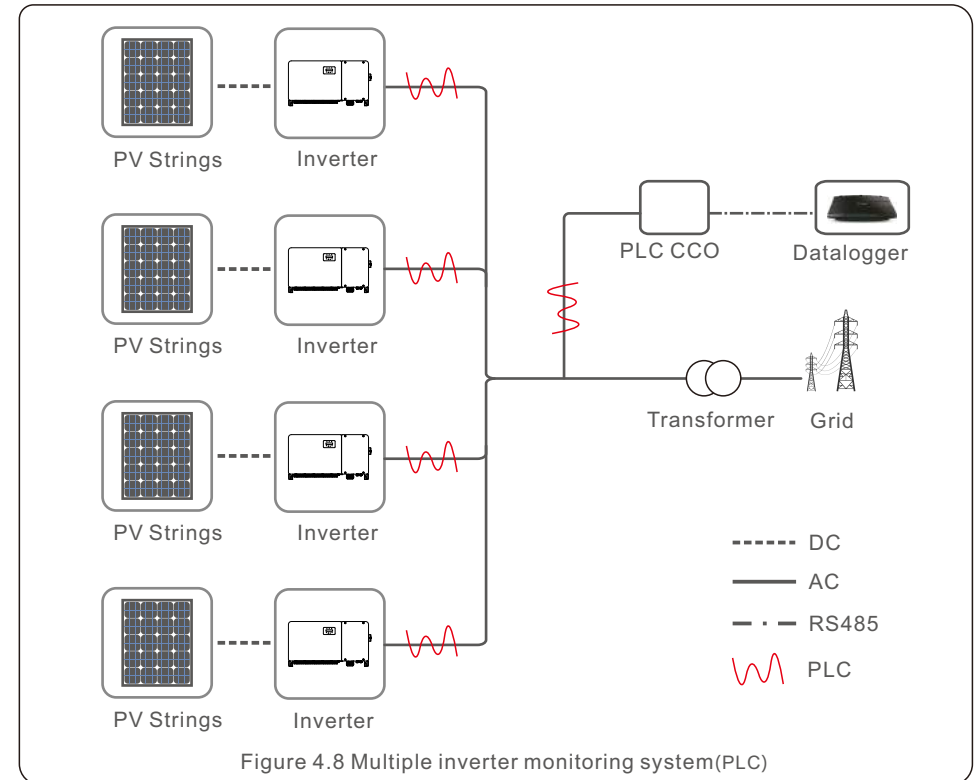 PV Strings
Inverter
PV Strings
Inverter
PLC CCO
Datalogger
PV Strings
Inverter
Transformer
Grid
PV Strings
Inverter
DC
AC
RS485
PLC
Figure 4.8 Multiple inverter monitoring system(PLC)